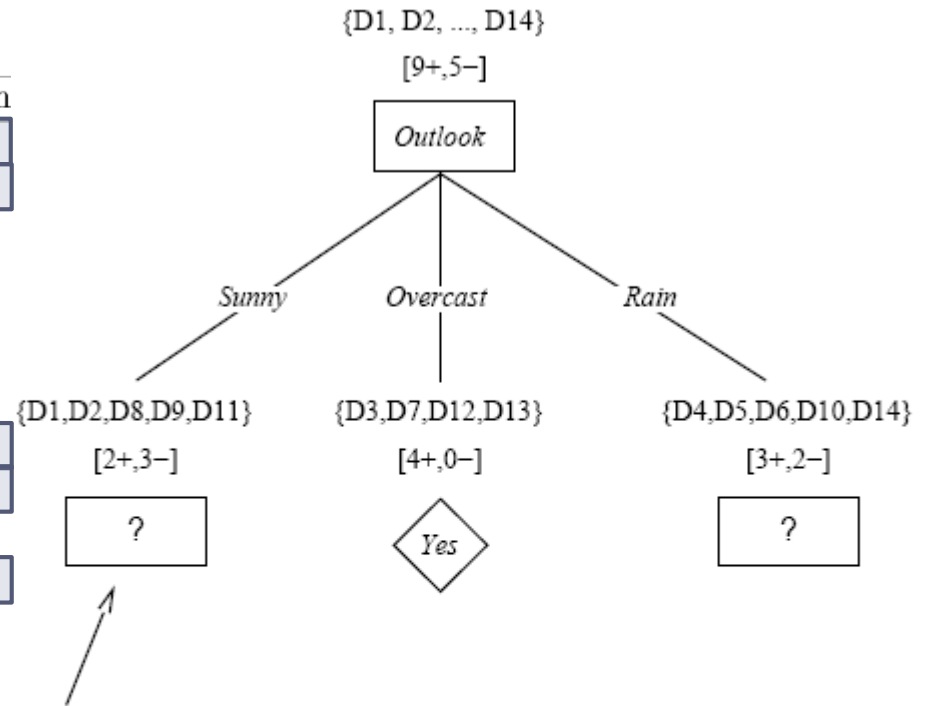 {D1, D2, ..., D14}
[9+,5−]
n
Outlook
Sunny
Overcast
Rain
{D1,D2,D8,D9,D11}
{D3,D7,D12,D13}
{D4,D5,D6,D10,D14}
[2+,3−]
[4+,0−]
[3+,2−]
?
Yes
?